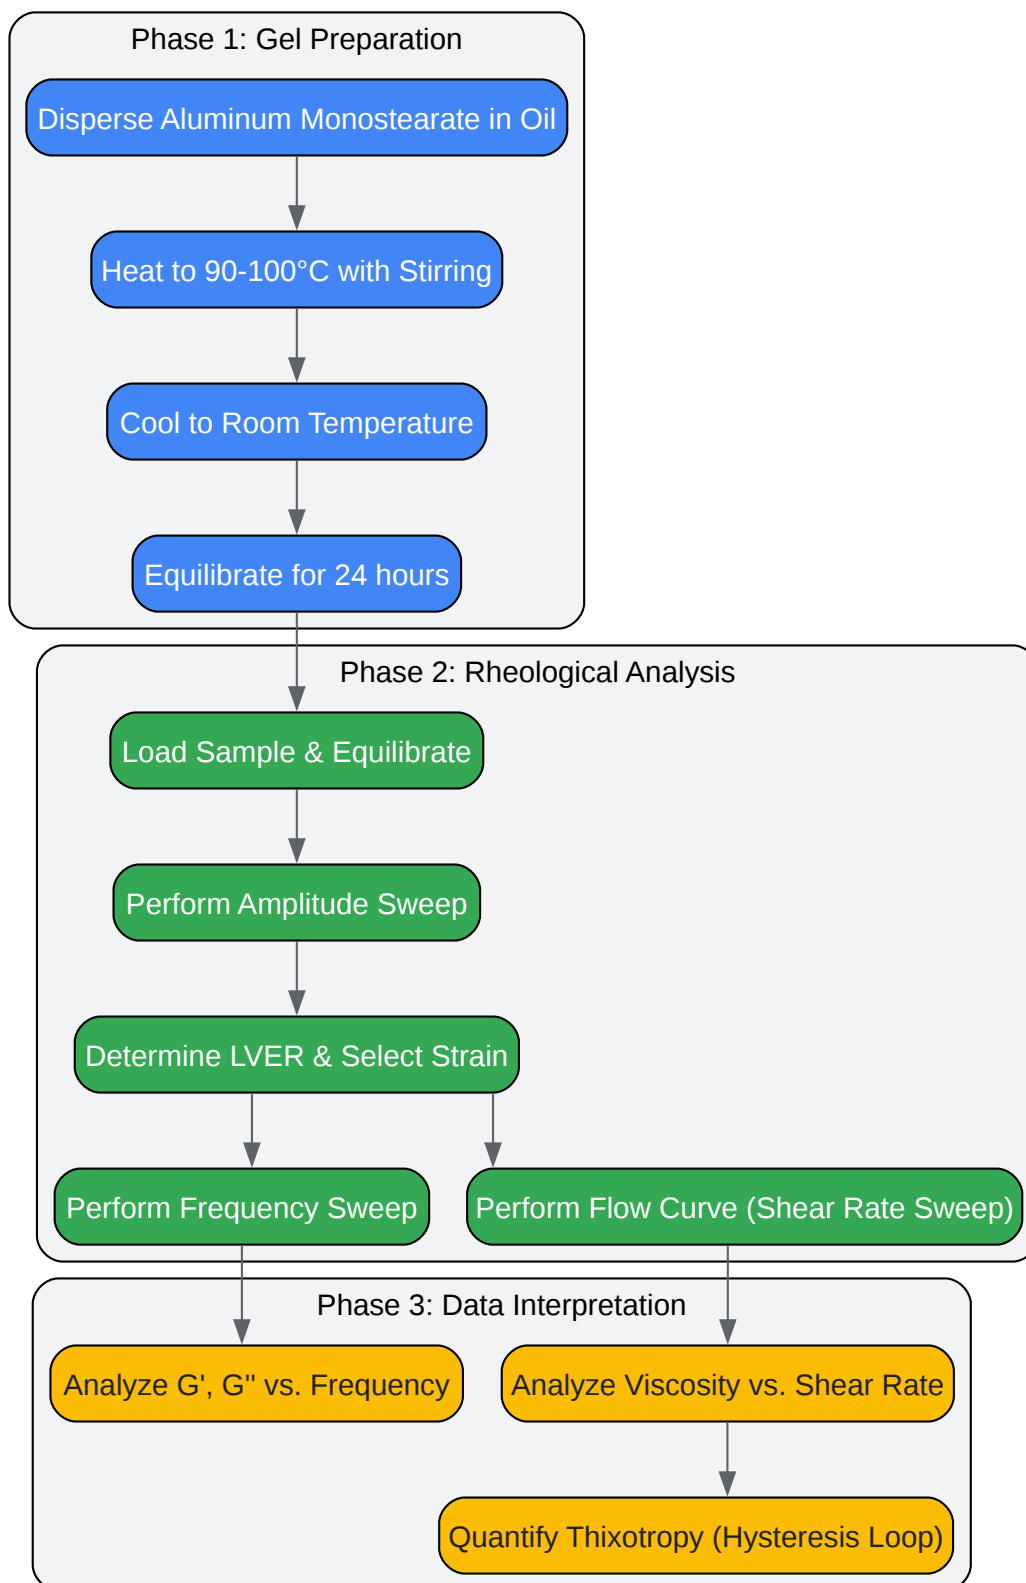 Phase 1: Gel Preparation
Disperse Aluminum Monostearate in Oil
Heat to 90-100°C with Stirring
Cool to Room Temperature
Equilibrate for 24 hours
Phase 2: Rheological Analysis
Load Sample & Equilibrate
Perform Amplitude Sweep
Determine LVER & Select Strain
Perform Frequency Sweep
Perform Flow Curve (Shear Rate Sweep)
Phase 3: Data Interpretation
Analyze G', G'' vs. Frequency
Analyze Viscosity vs. Shear Rate
Quantify Thixotropy (Hysteresis Loop)